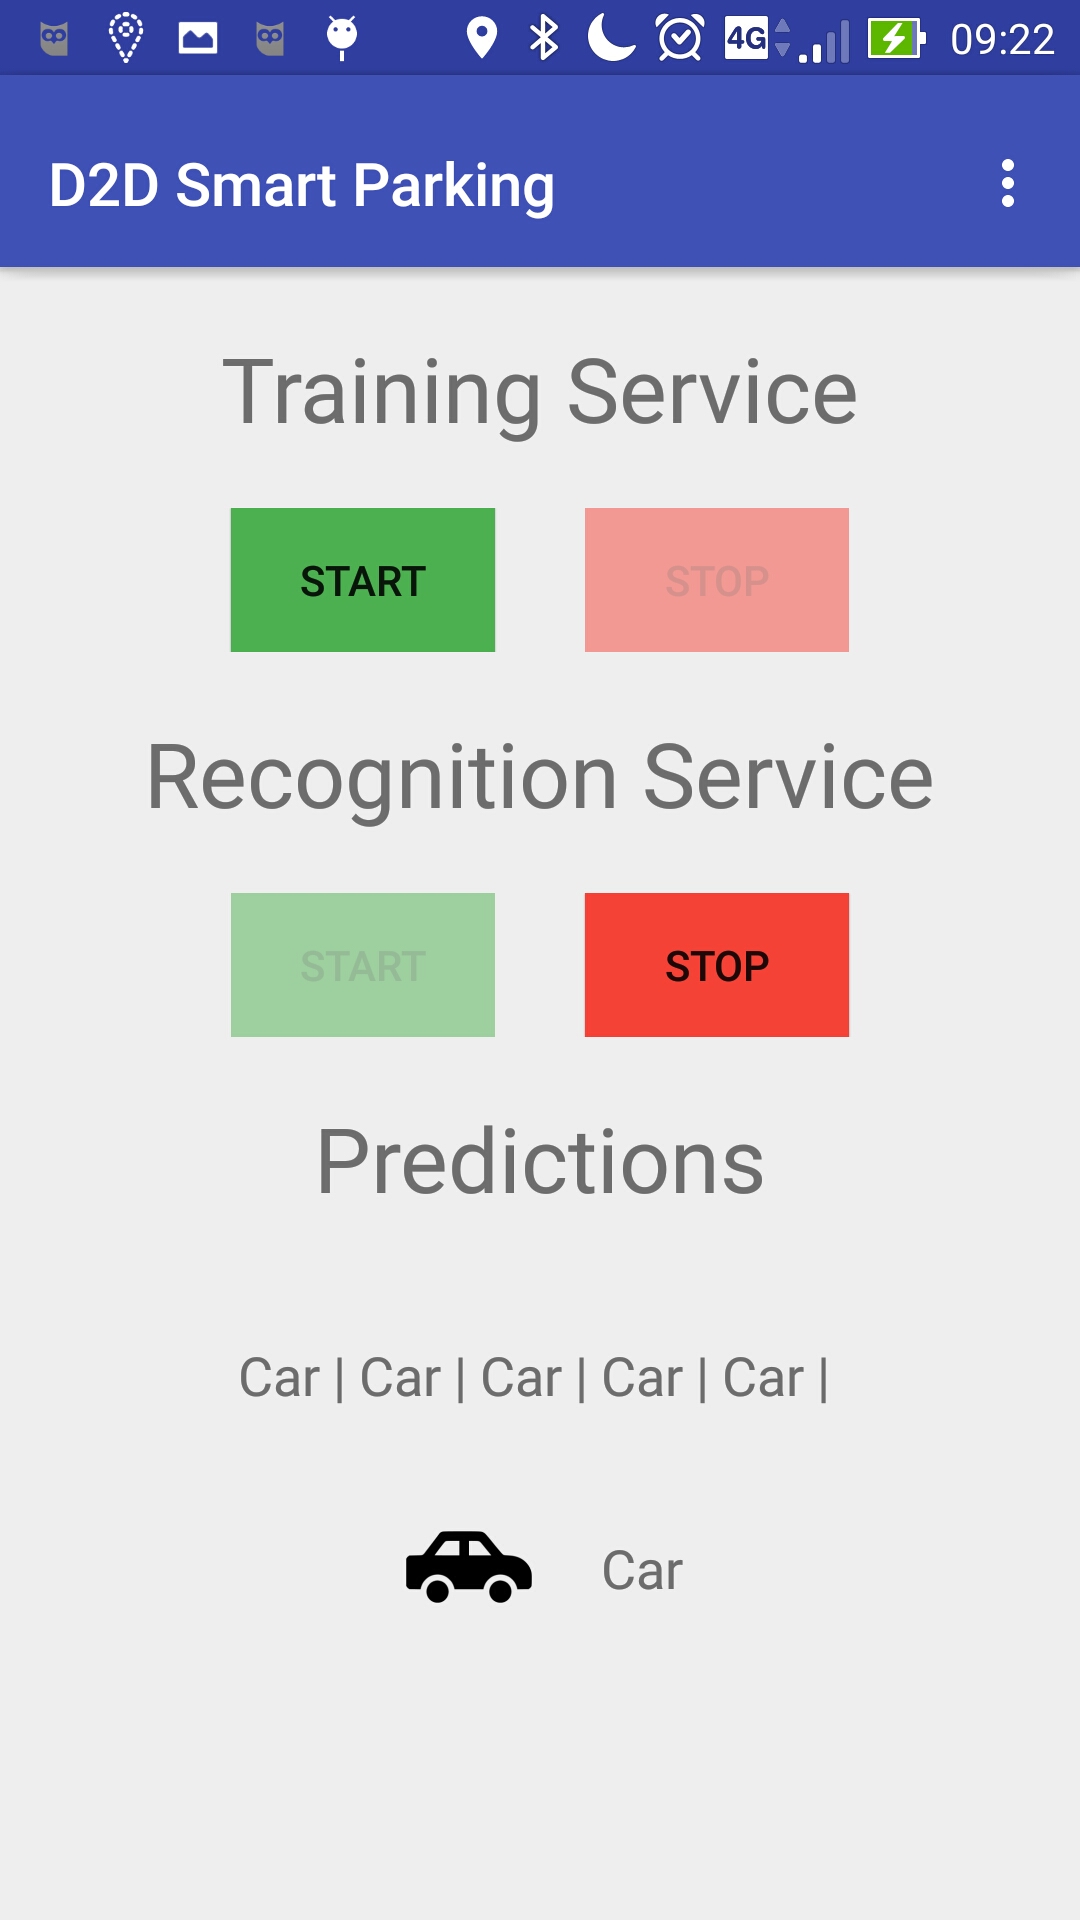 4G 09:22
D2D Smart Parking
Training Service
START STOP
Recognition Service
START STOP
Predictions
Car | Car | Car | Car | Car |
Car